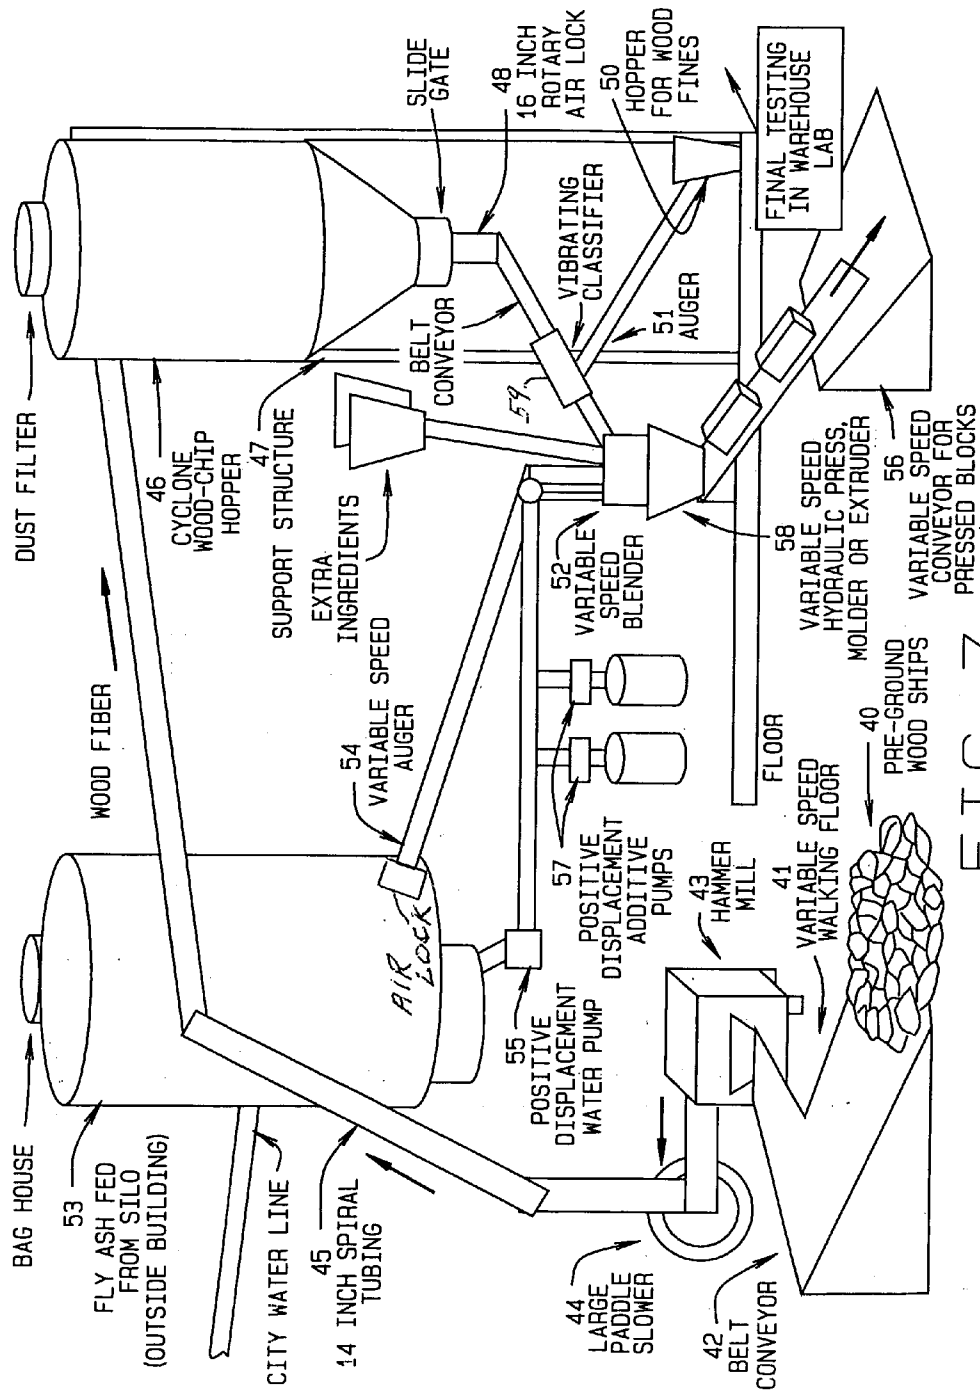 BAG HOUSE
53
FLY ASH FED
FROM SILO
(OUTSIDE BUILDING)
CITY WATER LINE
45
14 INCH SPIRAL
TUBING
44
LARGE
PADDLE
SLOWER
42
BELT
CONVEYOR
WOOD FIBER
54
VARIABLE SPEED
AUGER
AIR
LOCK
55
POSITIVE
DISPLACEMENT
WATER PUMP
57
POSITIVE
DISPLACEMENT
ADDITIVE
PUMPS
43
HAMMER
MILL
41
VARIABLE SPEED
WALKING FLOOR
40
PRE-GROUND
WOOD SHIPS
DUST FILTER
46
CYCLONE
WOOD-CHIP
HOPPER
47
SUPPORT STRUCTURE
EXTRA
INGREDIENTS
BELT
CONVEYOR
59
52
VARIABLE
SPEED
BLENDER
FLOOR
58
VARIABLE SPEED
HYDRAULIC PRESS,
MOLDER OR EXTRUDER
56
VARIABLE SPEED
CONVEYOR FOR
PRESSED BLOCKS
SLIDE
GATE
48
16 INCH
ROTARY
AIR LOCK
50
HOPPER
FOR WOOD
FINES
VIBRATING
CLASSIFIER
51
AUGER
FINAL TESTING
IN WAREHOUSE
LAB